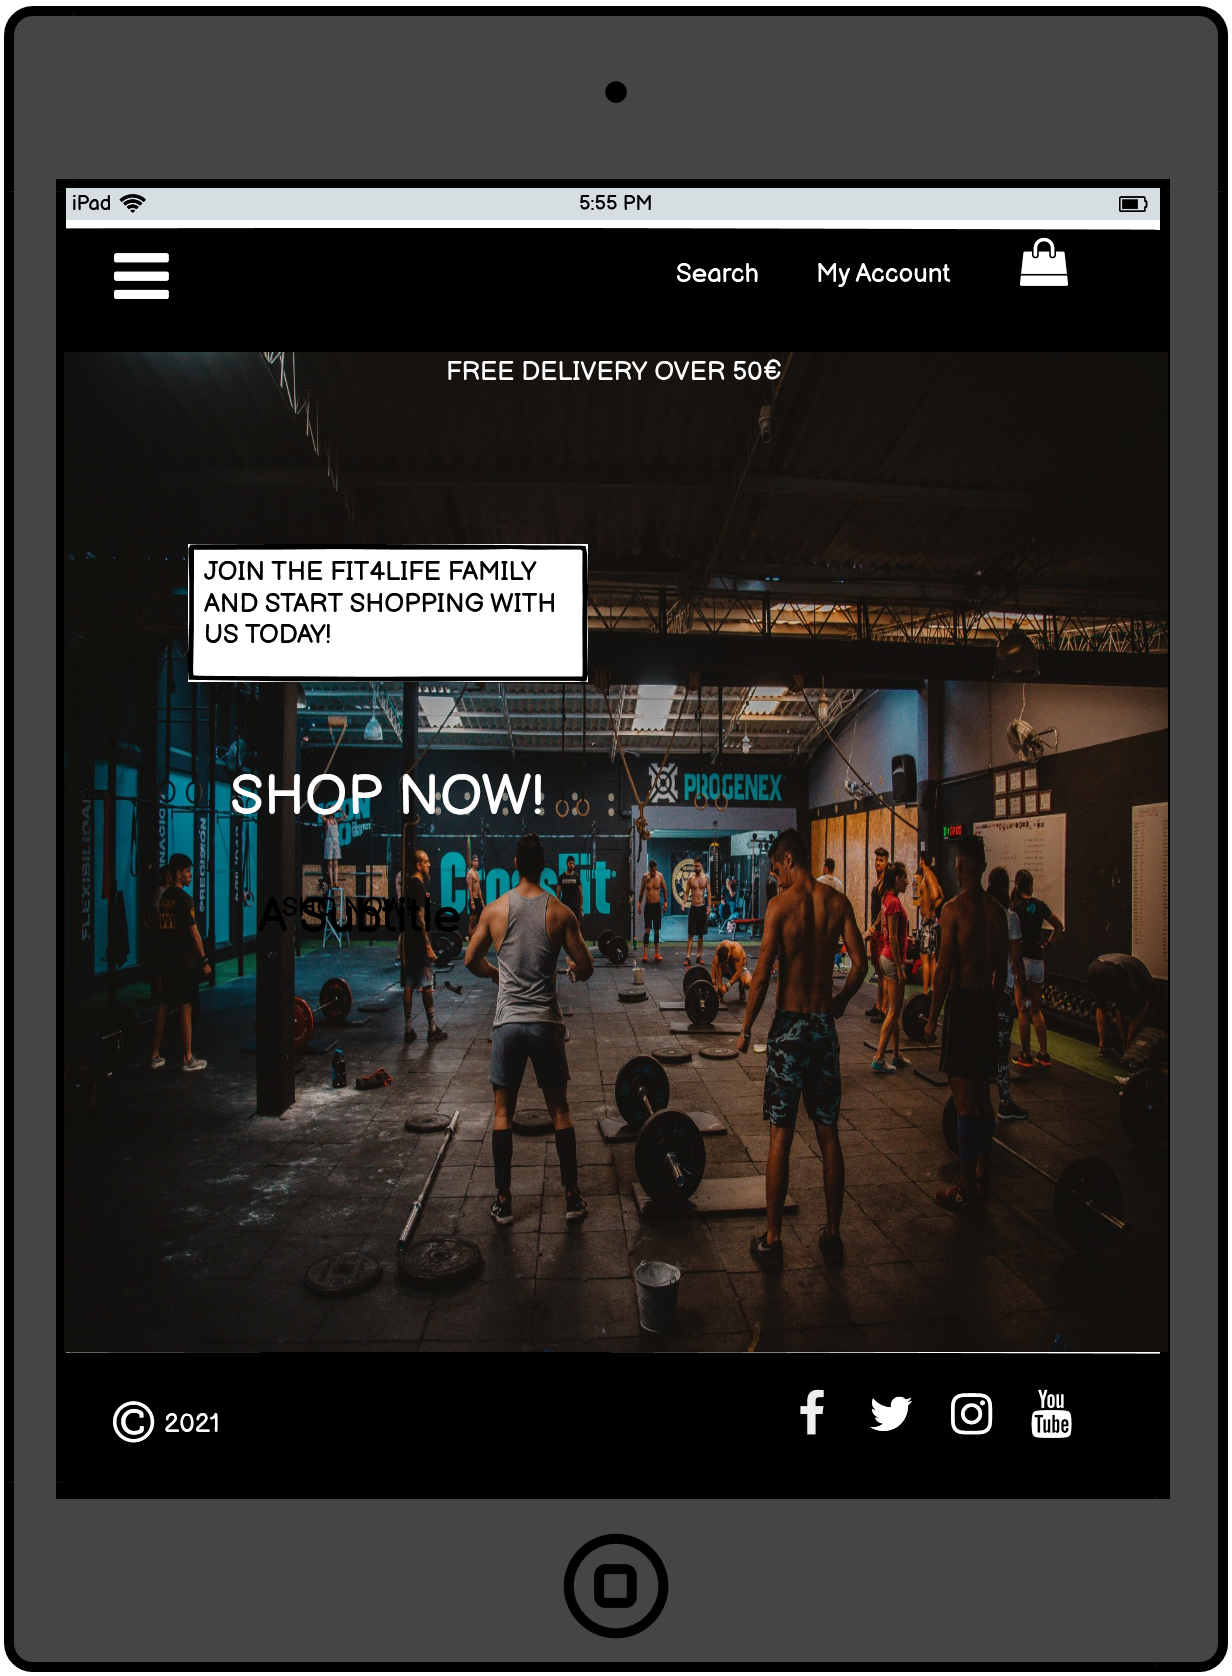 iPad
5:55 PM
Search
My Account
FREE DELIVERY OVER 50€
JOIN THE FIT4LIFE FAMILY
AND START SHOPPING WITH
US TODAY!
SHOP NOW!
PROGENEX
CrossFit
A Subtitle
© 2021
You
Tube